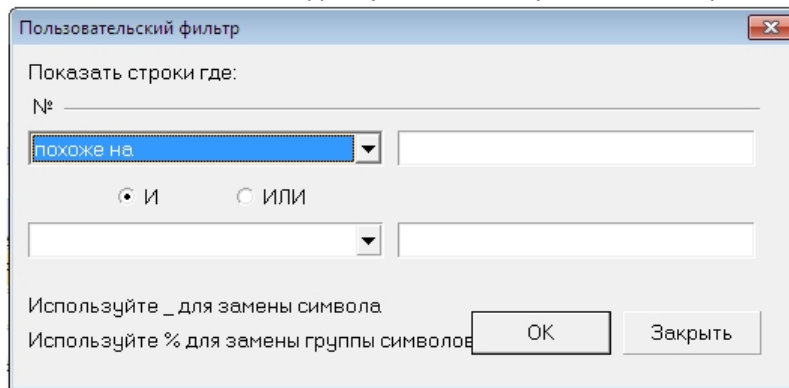 Пользовательский фильтр
Показать строки где:
№
похоже на
И ИЛИ
Используйте _ для замены символа
Используйте % для замены группы символов
OK Закрыть